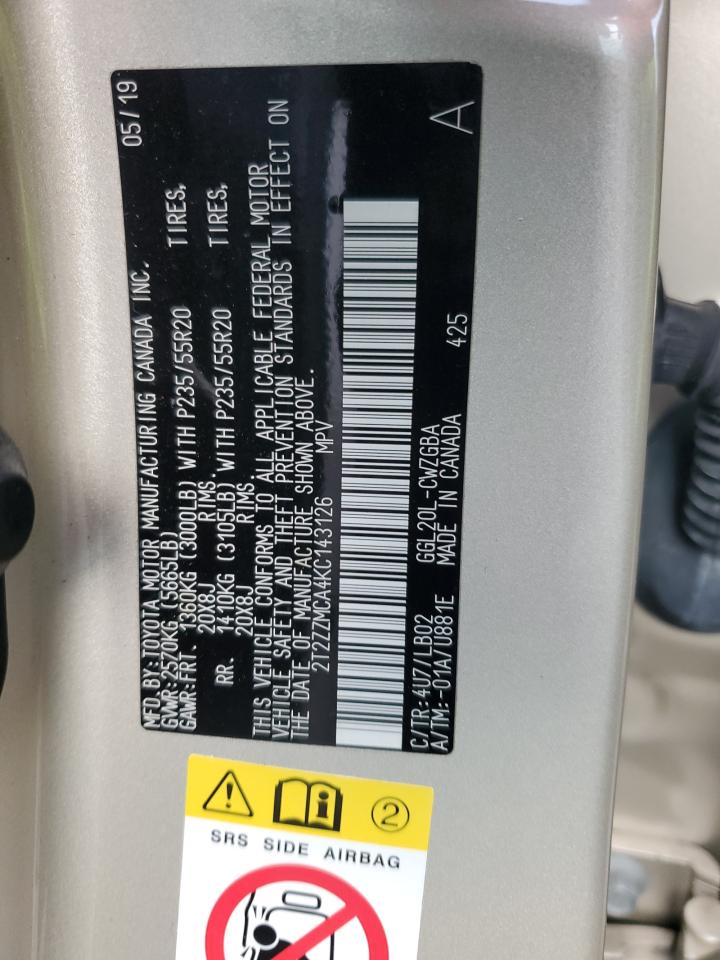 MFD.BY:TOYOTA MOTOR MANUFACTURING CANADA INC. 05/19
GVWR:2570KG (5665LB)
GAWR:FRT. 1360KG (3000LB) WITH P235/55R20 TIRES,
20X8J RIMS.
RR. 1410KG (3105LB) WITH P235/55R20 TIRES,
20X8J RIMS.
THIS VEHICLE CONFORMS TO ALL APPLICABLE FEDERAL MOTOR
VEHICLE SAFETY AND THEFT PREVENTION STANDARDS IN EFFECT ON
THE DATE OF MANUFACTURE SHOWN ABOVE.
2T2ZZMCA4KC143126 MPV
C/TR:4U7/LB02 GGL20L-CWZGBA
A/TM:-01A/U881E MADE IN CANADA 425 A
2
SRS SIDE AIRBAG